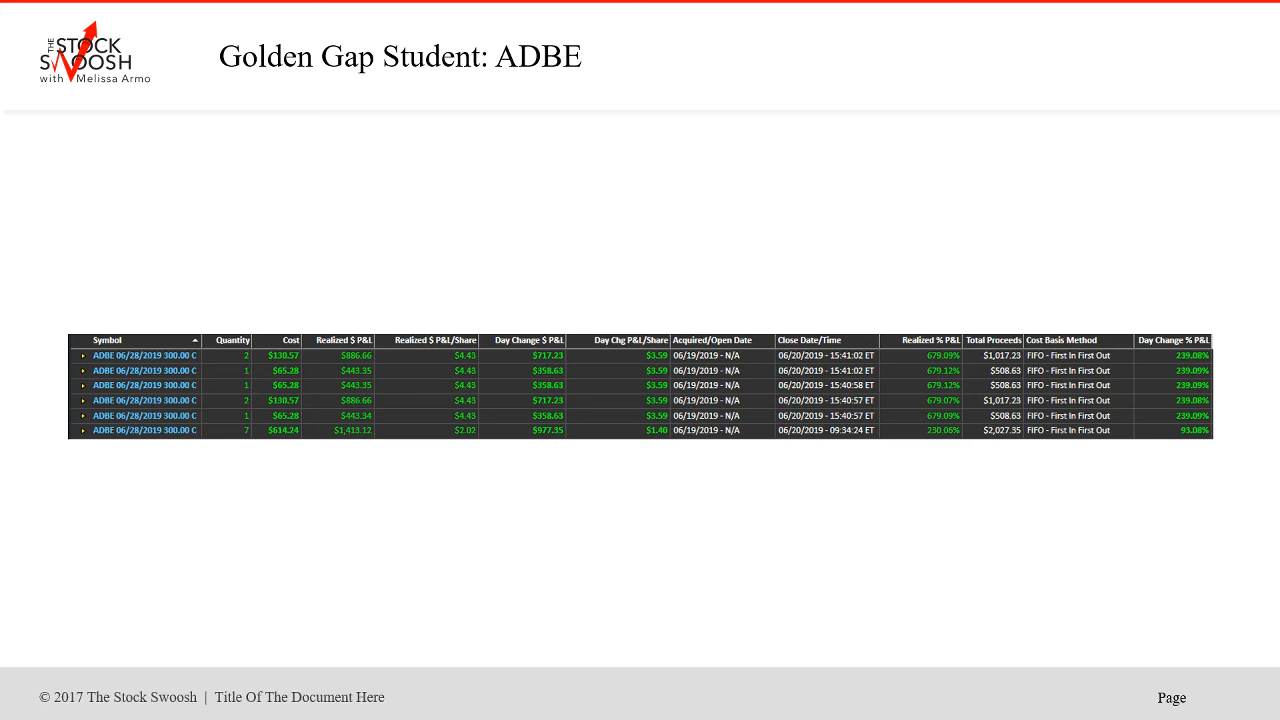 THE STOCK
SWOOSH
with Melissa Armo
Golden Gap Student: ADBE
Symbol Quantity Cost Realized $ P&L Realized $ P&L/Share Day Change $ P&L Day Chg P&L/Share Acquired/Open Date Close Date/Time Realized % P&L Total Proceeds Cost Basis Method Day Change % P&L
ADBE 06/28/2019 300.00 C 2 $130.57 $886.66 $4.43 $717.23 $3.59 06/19/2019 - N/A 06/20/2019 - 15:41:02 ET 679.09% $1,017.23 FIFO - First In First Out 239.08%
ADBE 06/28/2019 300.00 C 1 $65.28 $443.35 $4.43 $358.63 $3.59 06/19/2019 - N/A 06/20/2019 - 15:41:02 ET 679.12% $508.63 FIFO - First In First Out 239.09%
ADBE 06/28/2019 300.00 C 1 $65.28 $443.35 $4.43 $358.63 $3.59 06/19/2019 - N/A 06/20/2019 - 15:40:58 ET 679.12% $508.63 FIFO - First In First Out 239.09%
ADBE 06/28/2019 300.00 C 2 $130.57 $886.66 $4.43 $717.23 $3.59 06/19/2019 - N/A 06/20/2019 - 15:40:57 ET 679.07% $1,017.23 FIFO - First In First Out 239.08%
ADBE 06/28/2019 300.00 C 1 $65.28 $443.34 $4.43 $358.63 $3.59 06/19/2019 - N/A 06/20/2019 - 15:40:57 ET 679.09% $508.63 FIFO - First In First Out 239.09%
ADBE 06/28/2019 300.00 C 7 $614.24 $1,413.12 $2.02 $977.35 $1.40 06/19/2019 - N/A 06/20/2019 - 09:34:24 ET 230.06% $2,027.35 FIFO - First In First Out 93.08%
© 2017 The Stock Swoosh | Title Of The Document Here
Page